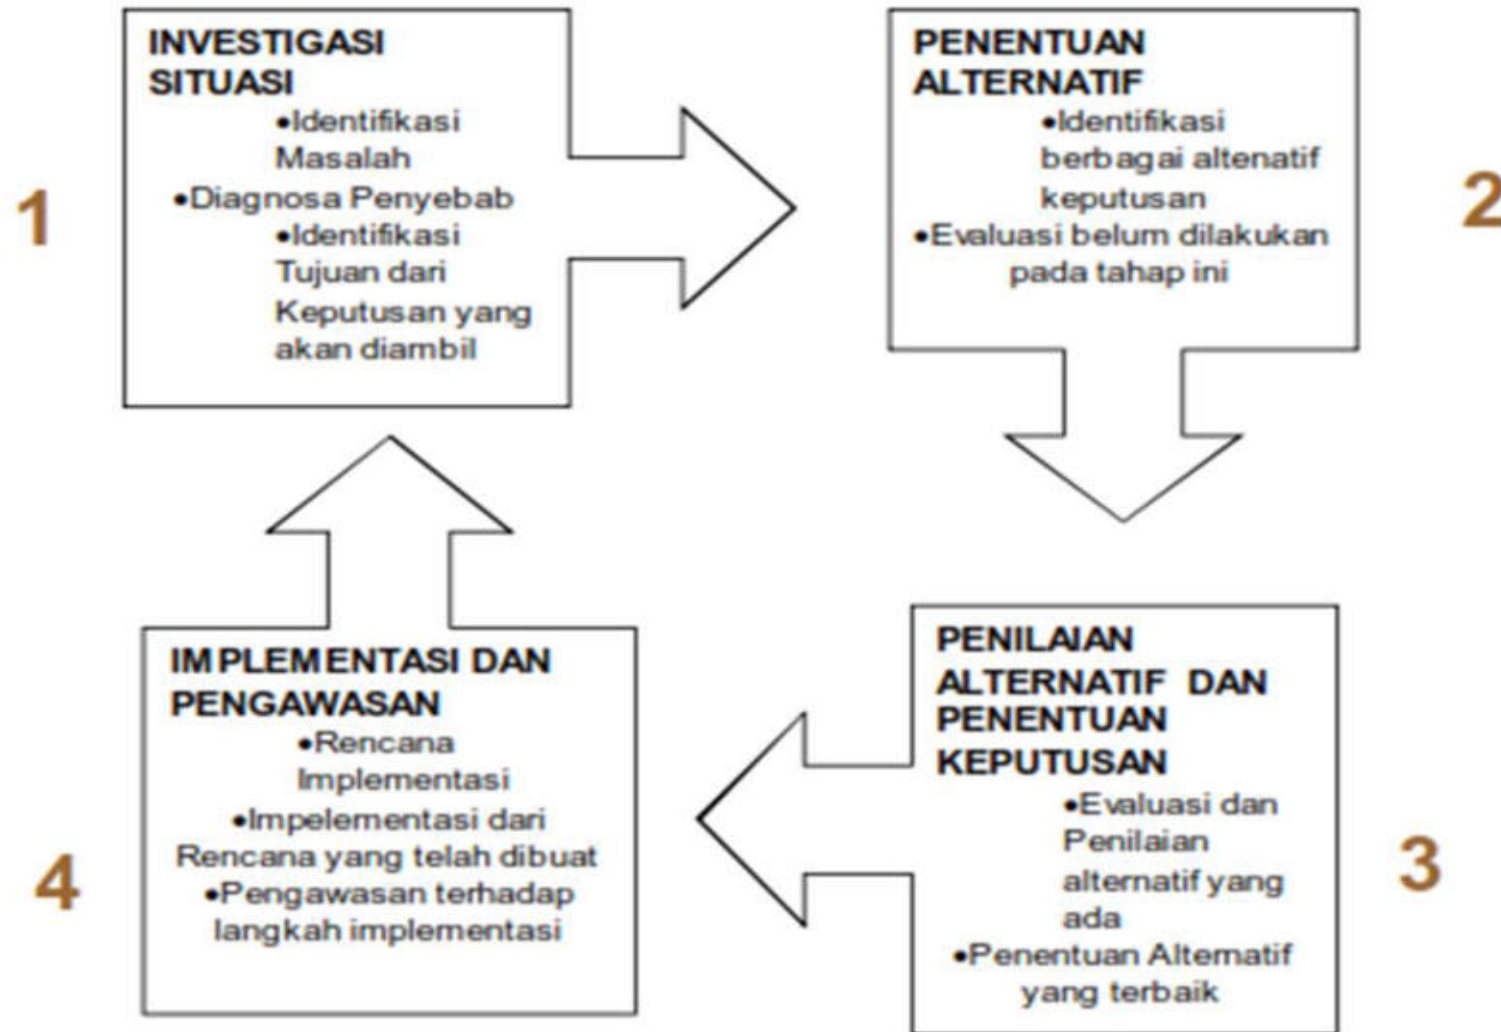 1
INVESTIGASI
SITUASI
•Identifikasi
Masalah
•Diagnosa Penyebab
•Identifikasi
Tujuan dari
Keputusan yang
akan diambil
2
PENENTUAN
ALTERNATIF
•Identifikasi
berbagai altenatif
keputusan
•Evaluasi belum dilakukan
pada tahap ini
3
PENILAIAN
ALTERNATIF DAN
PENENTUAN
KEPUTUSAN
•Evaluasi dan
Penilaian
alternatif yang
ada
•Penentuan Alternatif
yang terbaik
4
IMPLEMENTASI DAN
PENGAWASAN
•Rencana
Implementasi
•Impelementasi dari
Rencana yang telah dibuat
•Pengawasan terhadap
langkah implementasi